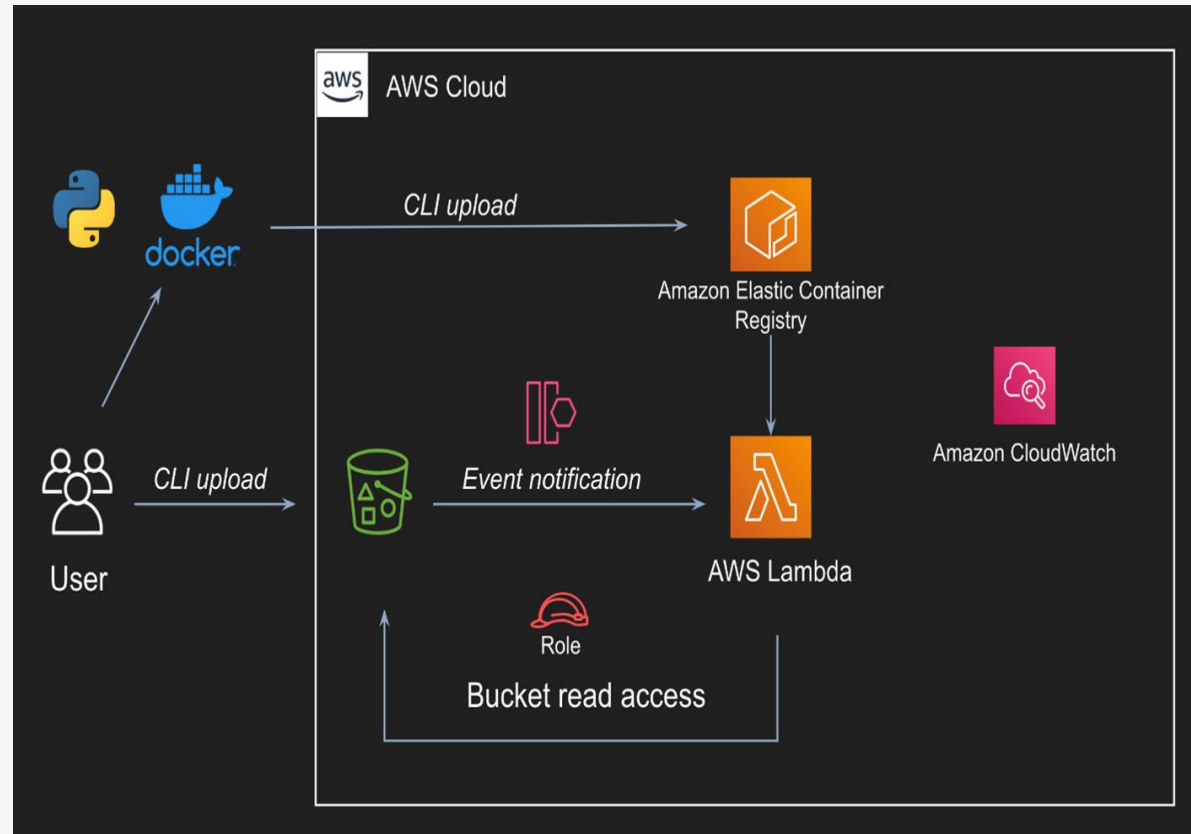 aws
AWS Cloud
CLI upload
docker
Amazon Elastic Container
Registry
Amazon CloudWatch
CLI upload
Event notification
User
AWS Lambda
Role
Bucket read access